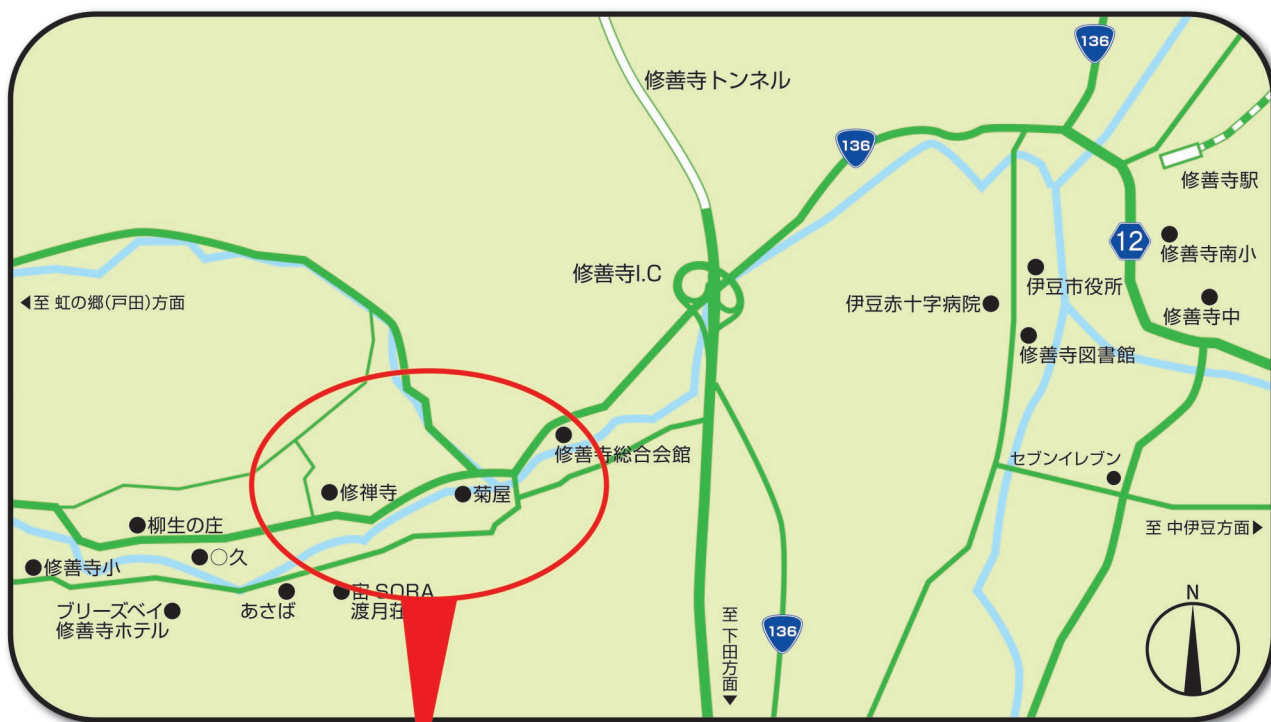 136
修善寺トンネル
136
修善寺駅
12
修善寺南小
修善寺I.C
伊豆市役所
◀至 虹の郷(戸田)方面
伊豆赤十字病院
修善寺中
修善寺図書館
修善寺総合会館
セブンイレブン
修禅寺
菊屋
柳生の庄
至 中伊豆方面▶
○久
修善寺小
あさば
宙 SORA
渡月荘
ブリーズベイ
修善寺ホテル
至 下田方面▼
136
N